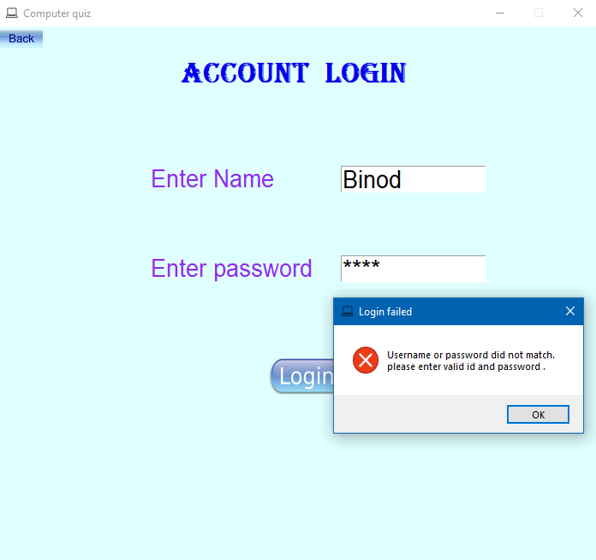 Computer quiz
Back
ACCOUNT LOGIN
Enter Name
Binod
Enter password
****
Login failed
Username or password did not match.
please enter valid id and password .
Login
OK